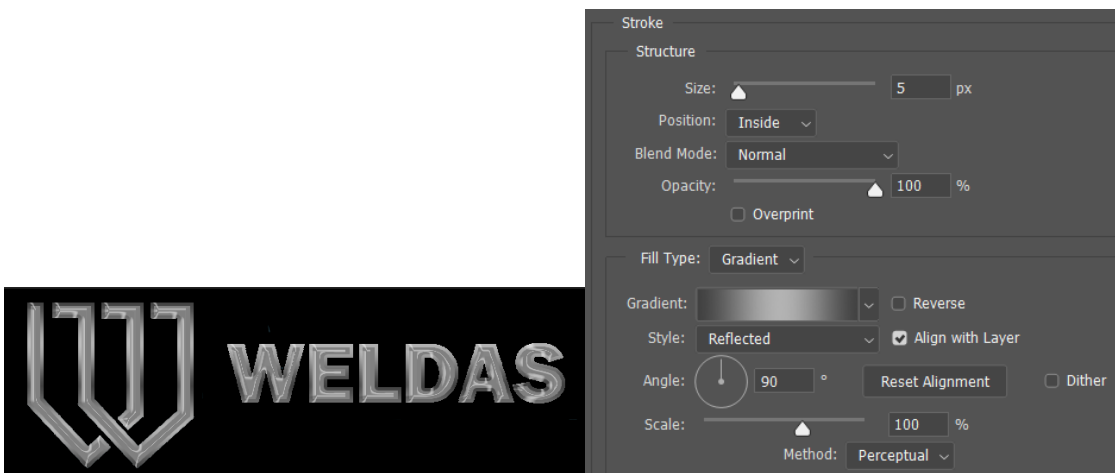 WELDAS
Stroke
Structure
Size: 5 px
Position: Inside
Blend Mode: Normal
Opacity: 100 %
Overprint
Fill Type: Gradient
Gradient: Reverse
Style: Reflected Align with Layer
Angle: 90 ° Reset Alignment Dither
Scale: 100 %
Method: Perceptual